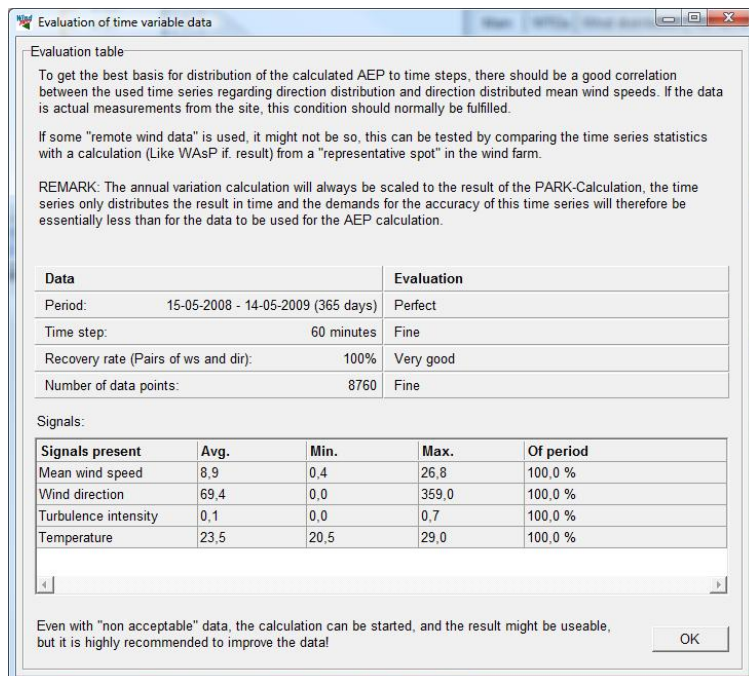 Wind
Evaluation of time variable data
Evaluation table
To get the best basis for distribution of the calculated AEP to time steps, there should be a good correlation
between the used time series regarding direction distribution and direction distributed mean wind speeds. If the data
is actual measurements from the site, this condition should normally be fulfilled.
If some "remote wind data" is used, it might not be so, this can be tested by comparing the time series statistics
with a calculation (Like WAsP if. result) from a "representative spot" in the wind farm.
REMARK: The annual variation calculation will always be scaled to the result of the PARK-Calculation, the time
series only distributes the result in time and the demands for the accuracy of this time series will therefore be
essentially less than for the data to be used for the AEP calculation.
Data Evaluation
Period: 15-05-2008 - 14-05-2009 (365 days) Perfect
Time step: 60 minutes Fine
Recovery rate (Pairs of ws and dir): 100% Very good
Number of data points: 8760 Fine
Signals:
Signals present Avg. Min. Max. Of period
Mean wind speed 8,9 0,4 26,8 100,0 %
Wind direction 69,4 0,0 359,0 100,0 %
Turbulence intensity 0,1 0,0 0,7 100,0 %
Temperature 23,5 20,5 29,0 100,0 %
Even with "non acceptable" data, the calculation can be started, and the result might be useable,
but it is highly recommended to improve the data!
OK